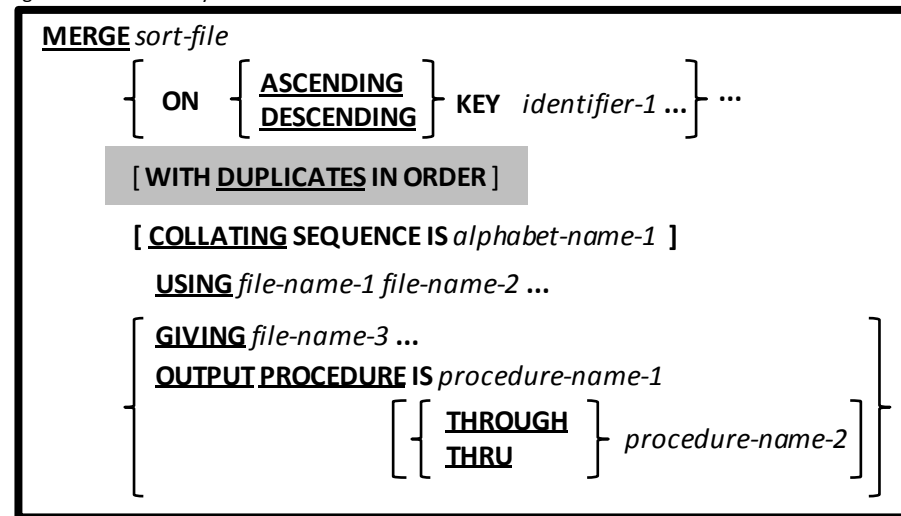 MERGE sort-file
ASCENDING
ON KEY identifier-1 ... ...
DESCENDING
[ WITH DUPLICATES IN ORDER ]
[ COLLATING SEQUENCE IS alphabet-name-1 ]
USING file-name-1 file-name-2 ...
GIVING file-name-3 ...
OUTPUT PROCEDURE IS procedure-name-1
THROUGH
THRU
procedure-name-2